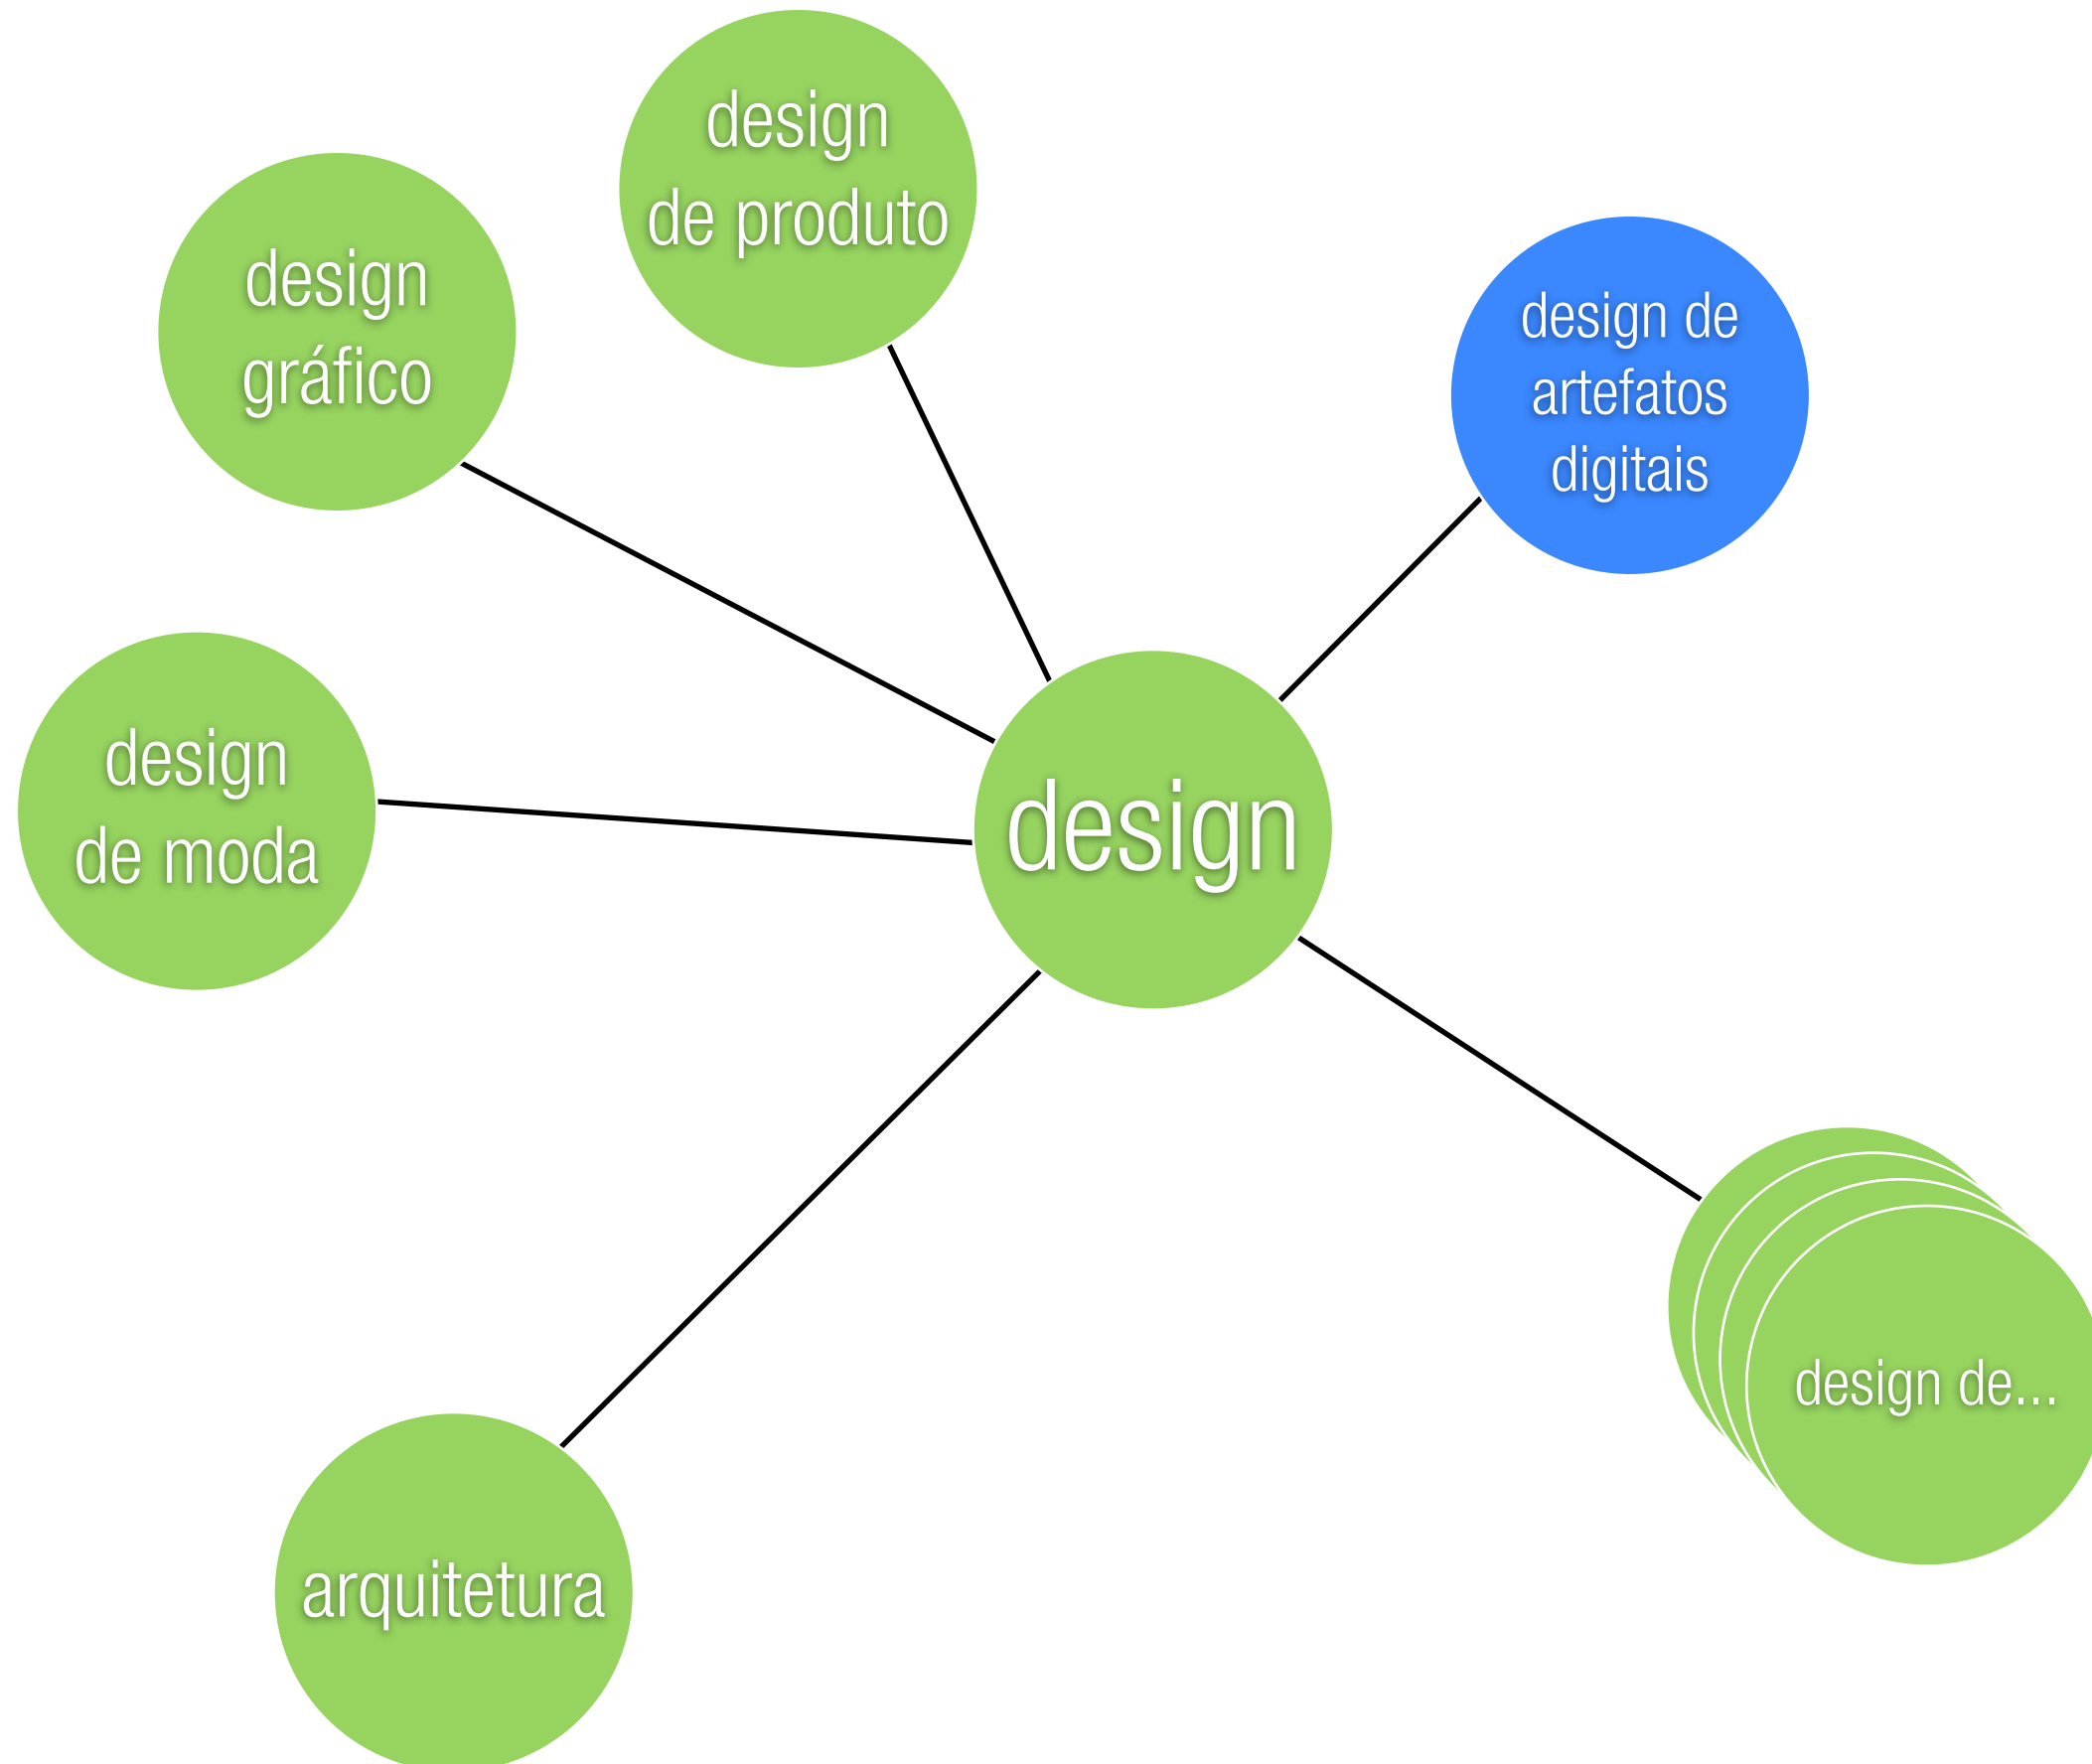 design
de produto
design
gráfico
design de
artefatos
digitais
design
de moda
design
design de...
arquitetura